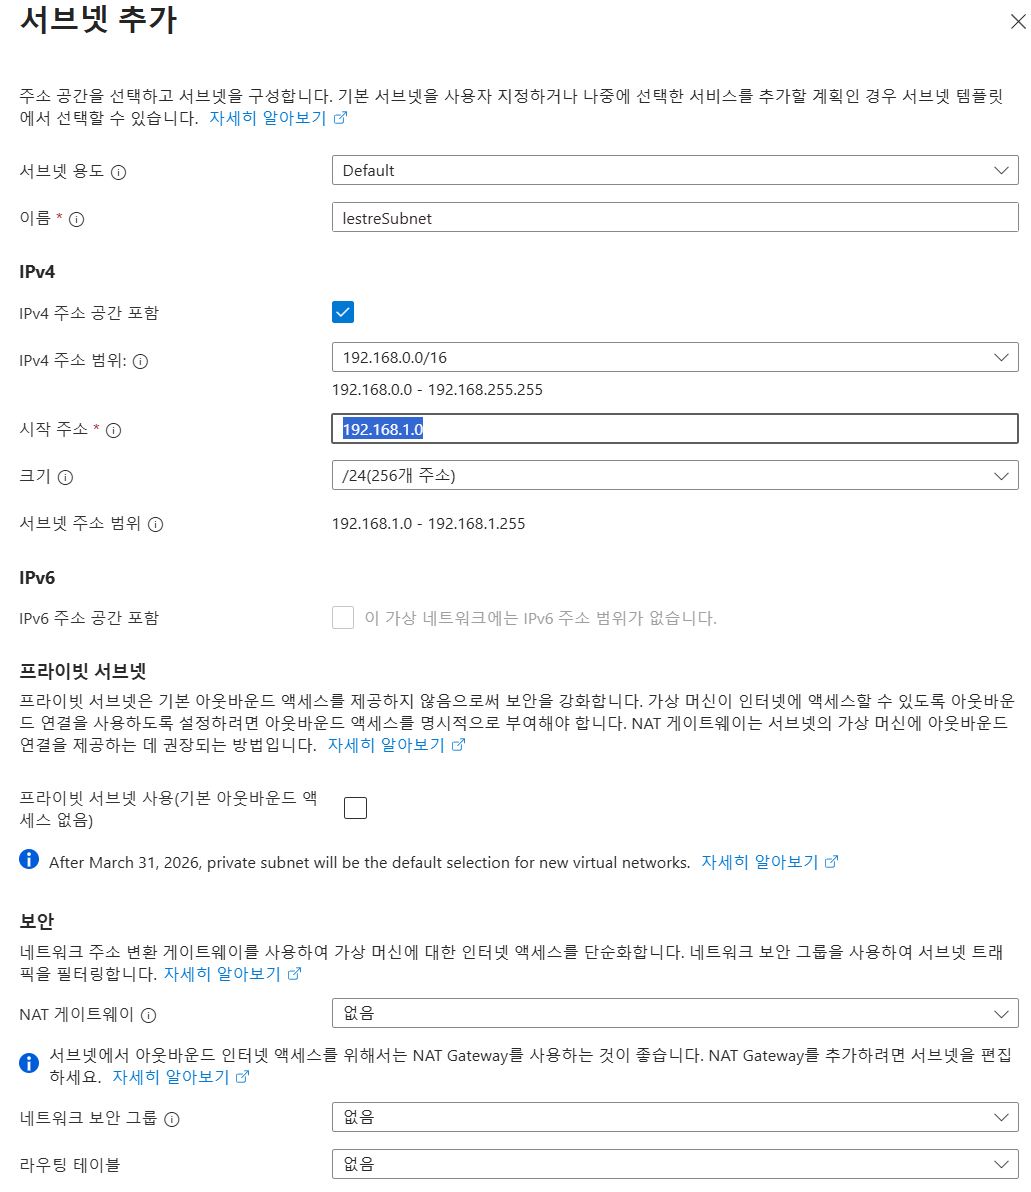 서브넷 추가
주소 공간을 선택하고 서브넷을 구성합니다. 기본 서브넷을 사용자 지정하거나 나중에 선택한 서비스를 추가할 계획인 경우 서브넷 템플릿
에서 선택할 수 있습니다. 자세히 알아보기
서브넷 용도
Default
이름 *
lestreSubnet
IPv4
IPv4 주소 공간 포함
IPv4 주소 범위:
192.168.0.0/16
192.168.0.0 - 192.168.255.255
시작 주소 *
192.168.1.0
크기
/24(256개 주소)
서브넷 주소 범위
192.168.1.0 - 192.168.1.255
IPv6
IPv6 주소 공간 포함
이 가상 네트워크에는 IPv6 주소 범위가 없습니다.
프라이빗 서브넷
프라이빗 서브넷은 기본 아웃바운드 액세스를 제공하지 않음으로써 보안을 강화합니다. 가상 머신이 인터넷에 액세스할 수 있도록 아웃바운
드 연결을 사용하도록 설정하려면 아웃바운드 액세스를 명시적으로 부여해야 합니다. NAT 게이트웨이는 서브넷의 가상 머신에 아웃바운드
연결을 제공하는 데 권장되는 방법입니다. 자세히 알아보기
프라이빗 서브넷 사용(기본 아웃바운드 액
세스 없음)
After March 31, 2026, private subnet will be the default selection for new virtual networks. 자세히 알아보기
보안
네트워크 주소 변환 게이트웨이를 사용하여 가상 머신에 대한 인터넷 액세스를 단순화합니다. 네트워크 보안 그룹을 사용하여 서브넷 트래
픽을 필터링합니다. 자세히 알아보기
NAT 게이트웨이
없음
서브넷에서 아웃바운드 인터넷 액세스를 위해서는 NAT Gateway를 사용하는 것이 좋습니다. NAT Gateway를 추가하려면 서브넷을 편집
하세요. 자세히 알아보기
네트워크 보안 그룹
없음
라우팅 테이블
없음